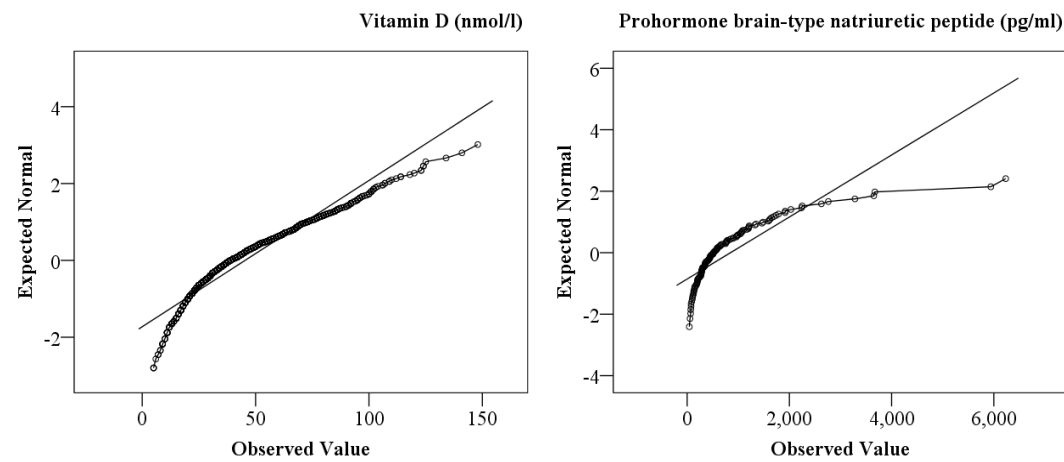 Vitamin D (nmol/l)
Expected Normal
4
2
0
-2
0 50 100 150
Observed Value
Prohormone brain-type natriuretic peptide (pg/ml)
Expected Normal
6
4
2
0
-2
-4
0 2,000 4,000 6,000
Observed Value